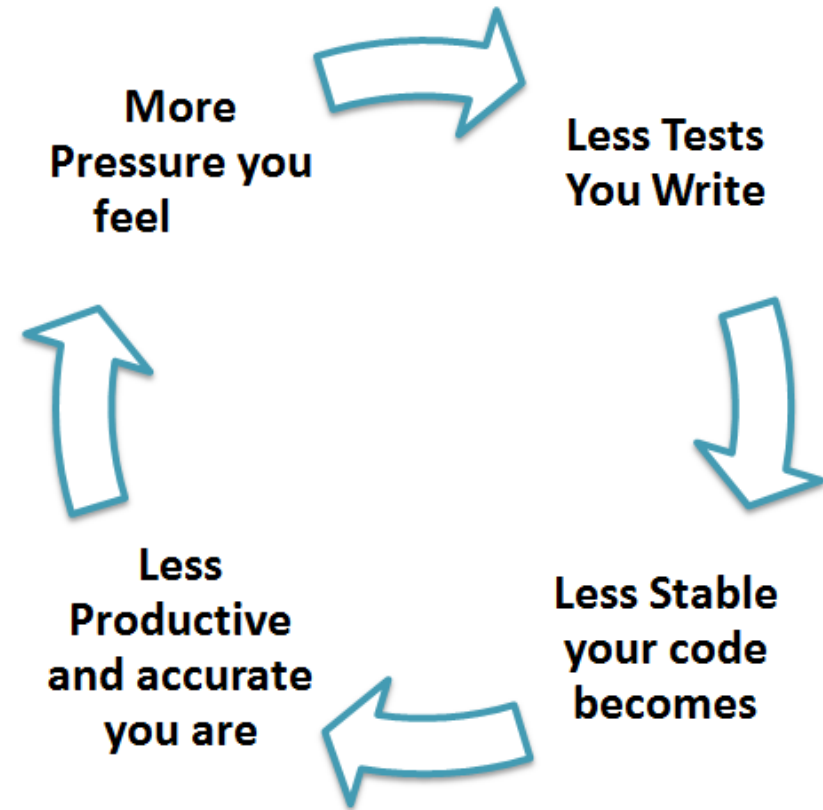 More
Pressure you
feel
Less Tests
You Write
Less Stable
your code
becomes
Less
Productive
and accurate
you are